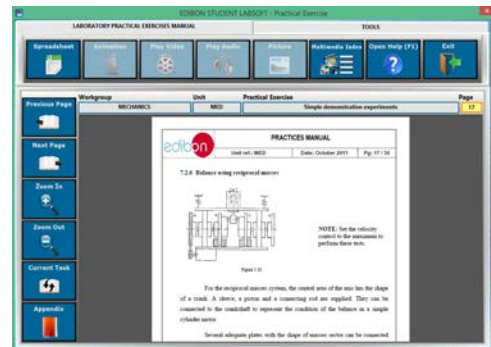 EDIBON STUDENT LABSOFT - Practical Exercise
LABORATORY PRACTICAL EXERCISES MANUAL
TOOLS
Spreadsheet
Animation
Play Video
Play Audio
Picture
Multimedia Index
Open Help (F1)
Exit
Previous Page
Workgroup
Unit
Practical Exercise
Page
MECHANICS
MED
Simple demonstration experiments
17
Next Page
Zoom In
Zoom Out
Current Task
Appendix
edibon
PRACTICES MANUAL
Unit ref.: MED
Date: October 2011
Pg: 17 / 34
7.2.6 Balance using reciprocal masses
NOTE: Set the
velocity
control to the
maximum to
perform these
tests.
For the reciprocal masses system, the central area of the axis has the shape
of a crank. A sleeve, a piston and a connecting rod are supplied. They can be
connected to the crankshaft to represent the condition of the balance in a simple
cylinder motor.
Several adequate plates with the shape of masses sector can be connected